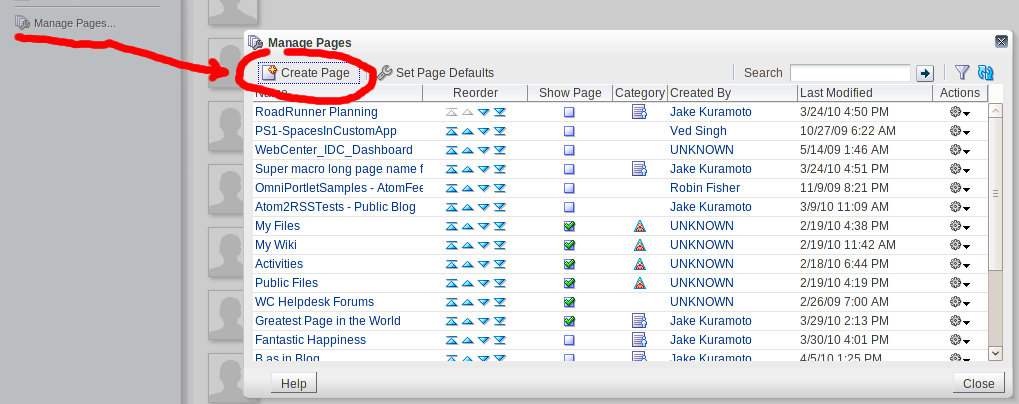 Manage Pages...
Manage Pages
Create Page Set Page Defaults Search
Name Reorder Show Page Category Created By Last Modified Actions
RoadRunner Planning Jake Kuramoto 3/24/10 4:50 PM
PS1-SpacesInCustomApp Ved Singh 10/27/09 6:22 AM
WebCenter_IDC_Dashboard UNKNOWN 5/14/09 1:46 AM
Super macro long page name f Jake Kuramoto 3/24/10 4:51 PM
OmniPortletSamples - AtomFee Robin Fisher 11/9/09 8:21 PM
Atom2RSSTests - Public Blog Jake Kuramoto 3/9/10 11:09 AM
My Files UNKNOWN 2/19/10 4:38 PM
My Wiki UNKNOWN 2/19/10 11:42 AM
Activities UNKNOWN 2/18/10 6:44 PM
Public Files UNKNOWN 2/19/10 4:19 PM
WC Helpdesk Forums UNKNOWN 2/26/09 7:00 AM
Greatest Page in the World Jake Kuramoto 3/29/10 2:13 PM
Fantastic Happiness Jake Kuramoto 3/30/10 4:01 PM
B as in Blog Jake Kuramoto 4/5/10 1:25 PM
Help Close